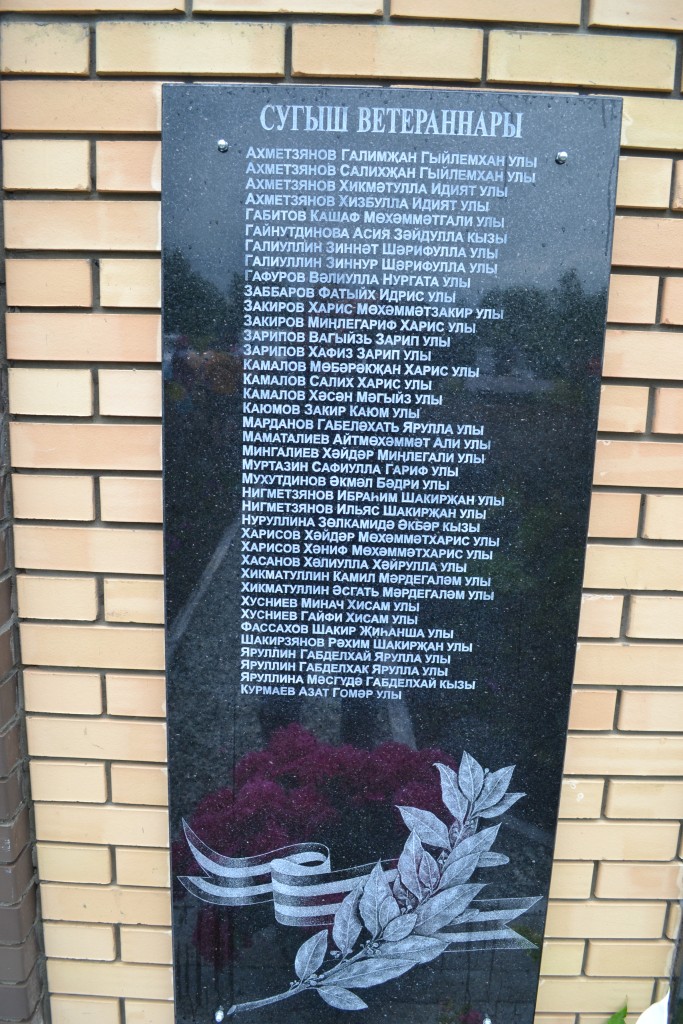 СУГЫШ ВЕТЕРАННАРЫ
АХМЕТЗЯНОВ ГАЛИМҖАН ГЫЙЛЕМХАН УЛЫ
АХМЕТЗЯНОВ САЛИХҖАН ГЫЙЛЕМХАН УЛЫ
АХМЕТЗЯНОВ ХИКМӘТУЛЛА ИДИЯТ УЛЫ
АХМЕТЗЯНОВ ХИЗБУЛЛА ИДИЯТ УЛЫ
ГАБИТОВ КАШАФ МӨХӘММӘТГАЛИ УЛЫ
ГАЙНУТДИНОВА АСИЯ ЗӘЙДУЛЛА КЫЗЫ
ГАЛИУЛЛИН ЗИННӘТ ШӘРИФУЛЛА УЛЫ
ГАЛИУЛЛИН ЗИННУР ШӘРИФУЛЛА УЛЫ
ГАФУРОВ ВӘЛИУЛЛА НУРГАТА УЛЫ
ЗАББАРОВ ФАТЫЙХ ИДРИС УЛЫ
ЗАКИРОВ ХАРИС МӨХӘММӘТЗАКИР УЛЫ
ЗАКИРОВ МИҢЛЕГАРИФ ХАРИС УЛЫ
ЗАРИПОВ ВАГЫЙЗЬ ЗАРИП УЛЫ
ЗАРИПОВ ХАФИЗ ЗАРИП УЛЫ
КАМАЛОВ МӨБӘРӘКҖАН ХАРИС УЛЫ
КАМАЛОВ САЛИХ ХАРИС УЛЫ
КАМАЛОВ ХӘСӘН МӘГЫЙЗ УЛЫ
КАЮМОВ ЗАКИР КАЮМ УЛЫ
МАРДАНОВ ГАБЕЛӘХАТЬ ЯРУЛЛА УЛЫ
МАМАТАЛИЕВ АЙТМӨХӘММӘТ АЛИ УЛЫ
МИНГАЛИЕВ ХӘЙДӘР МИҢЛЕГАЛИ УЛЫ
МУРТАЗИН САФИУЛЛА ГАРИФ УЛЫ
МУХУТДИНОВ ӘКМӘЛ БӘДРИ УЛЫ
НИГМЕТЗЯНОВ ИБРАҺИМ ШАКИРҖАН УЛЫ
НИГМЕТЗЯНОВ ИЛЬЯС ШАКИРҖАН УЛЫ
НУРУЛЛИНА ЗӨЛКАМИДӘ ӘКБӘР КЫЗЫ
ХАРИСОВ ХӘЙДӘР МӨХӘММӘТХАРИС УЛЫ
ХАРИСОВ ХӘНИФ МӨХӘММӘТХАРИС УЛЫ
ХАСАНОВ ХӘЛИУЛЛА ХӘЙРУЛЛА УЛЫ
ХИКМАТУЛЛИН КАМИЛ МӘРДЕГАЛӘМ УЛЫ
ХИКМАТУЛЛИН ӘСГАТЬ МӘРДЕГАЛӘМ УЛЫ
ХУСНИЕВ МИНАЧ ХИСАМ УЛЫ
ХУСНИЕВ ГАЙФИ ХИСАМ УЛЫ
ФАССАХОВ ШАКИР ҖИҺАНША УЛЫ
ШАКИРЗЯНОВ РӘХИМ ШАКИРҖАН УЛЫ
ЯРУЛЛИН ГАБДЕЛХАЙ ЯРУЛЛА УЛЫ
ЯРУЛЛИН ГАБДЕЛХАК ЯРУЛЛА УЛЫ
ЯРУЛЛИНА МӘСГУДӘ ГАБДЕЛХАЙ КЫЗЫ
КУРМАЕВ АЗАТ ГОМӘР УЛЫ